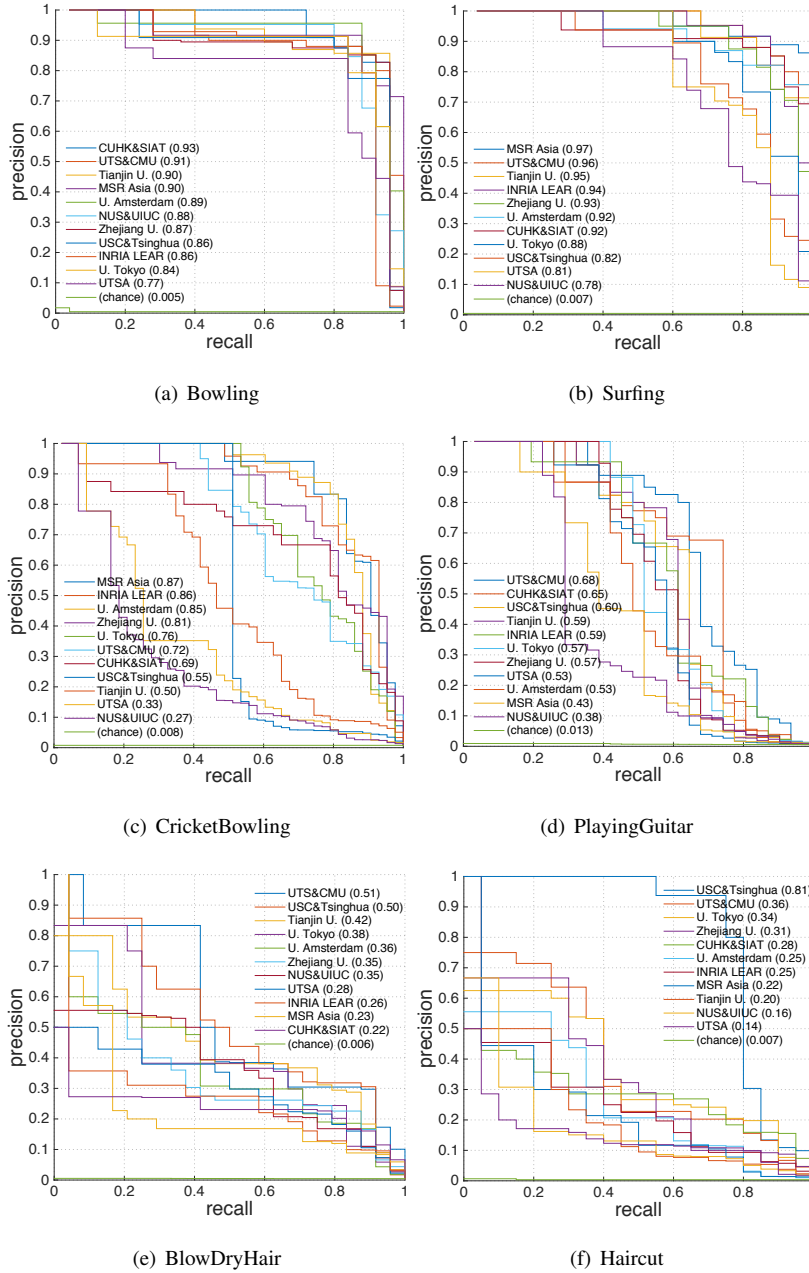 1
0.9
0.8
0.7
0.6
0.5
0.4
0.3
0.2
0.1
0
precision
CUHK&SIAT (0.93)
UTS&CMU (0.91)
Tianjin U. (0.90)
MSR Asia (0.90)
U. Amsterdam (0.89)
NUS&UIUC (0.88)
Zhejiang U. (0.87)
USC&Tsinghua (0.86)
INRIA LEAR (0.86)
U. Tokyo (0.84)
UTSA (0.77)
(chance) (0.005)
0 0.2 0.4 0.6 0.8 1
recall
(a) Bowling
1
0.9
0.8
0.7
0.6
0.5
0.4
0.3
0.2
0.1
0
precision
MSR Asia (0.97)
UTS&CMU (0.96)
Tianjin U. (0.95)
INRIA LEAR (0.94)
Zhejiang U. (0.93)
U. Amsterdam (0.92)
CUHK&SIAT (0.92)
U. Tokyo (0.88)
USC&Tsinghua (0.82)
UTSA (0.81)
NUS&UIUC (0.78)
(chance) (0.007)
0 0.2 0.4 0.6 0.8
recall
(b) Surfing
1
0.9
0.8
0.7
0.6
0.5
0.4
0.3
0.2
0.1
0
precision
MSR Asia (0.87)
INRIA LEAR (0.86)
U. Amsterdam (0.85)
Zhejiang U. (0.81)
U. Tokyo (0.76)
UTS&CMU (0.72)
CUHK&SIAT (0.69)
USC&Tsinghua (0.55)
Tianjin U. (0.50)
UTSA (0.33)
NUS&UIUC (0.27)
(chance) (0.008)
0 0.2 0.4 0.6 0.8 1
recall
(c) CricketBowling
1
0.9
0.8
0.7
0.6
0.5
0.4
0.3
0.2
0.1
0
precision
UTS&CMU (0.68)
CUHK&SIAT (0.65)
USC&Tsinghua (0.60)
Tianjin U. (0.59)
INRIA LEAR (0.59)
U. Tokyo (0.57)
Zhejiang U. (0.57)
UTSA (0.53)
U. Amsterdam (0.53)
MSR Asia (0.43)
NUS&UIUC (0.38)
(chance) (0.013)
0 0.2 0.4 0.6 0.8
recall
(d) PlayingGuitar
1
0.9
0.8
0.7
0.6
0.5
0.4
0.3
0.2
0.1
0
precision
UTS&CMU (0.51)
USC&Tsinghua (0.50)
Tianjin U. (0.42)
U. Tokyo (0.38)
U. Amsterdam (0.36)
Zhejiang U. (0.35)
NUS&UIUC (0.35)
UTSA (0.28)
INRIA LEAR (0.26)
MSR Asia (0.23)
CUHK&SIAT (0.22)
(chance) (0.006)
0 0.2 0.4 0.6 0.8 1
recall
(e) BlowDryHair
1
0.9
0.8
0.7
0.6
0.5
0.4
0.3
0.2
0.1
0
precision
USC&Tsinghua (0.81)
UTS&CMU (0.36)
U. Tokyo (0.34)
Zhejiang U. (0.31)
CUHK&SIAT (0.28)
U. Amsterdam (0.25)
INRIA LEAR (0.25)
MSR Asia (0.22)
Tianjin U. (0.20)
NUS&UIUC (0.16)
UTSA (0.14)
(chance) (0.007)
0 0.2 0.4 0.6 0.8
recall
(f) Haircut